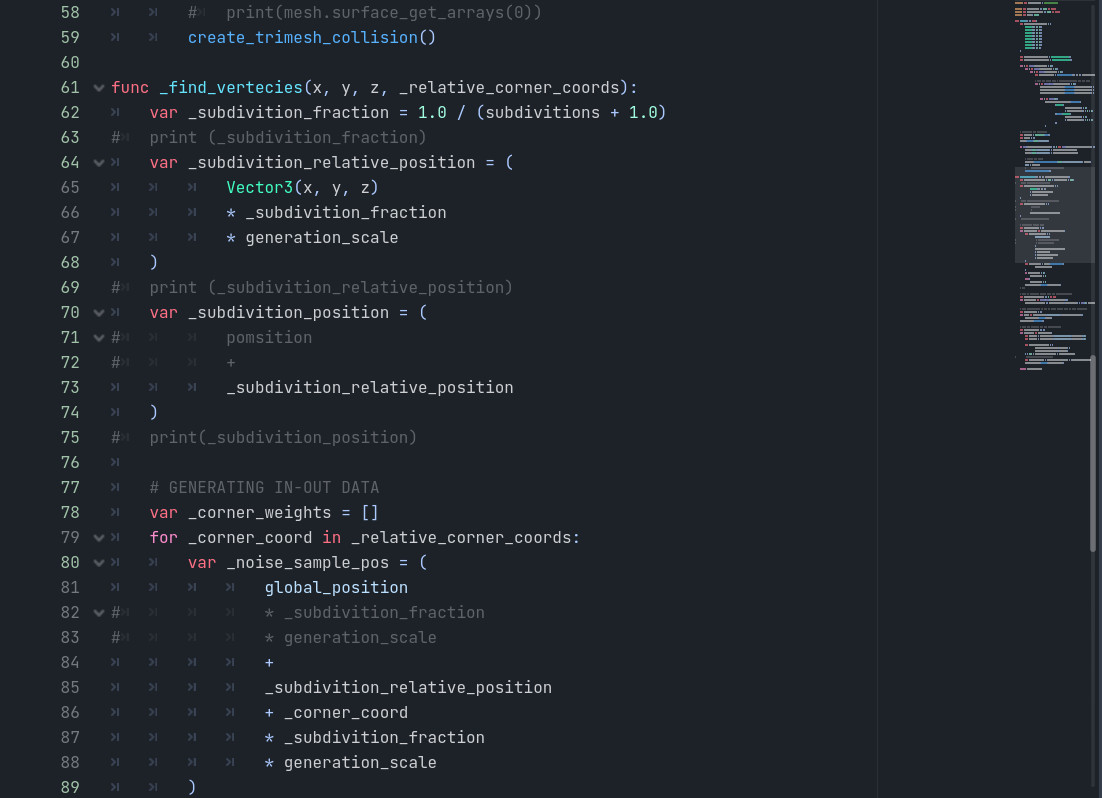 58 # print(mesh.surface_get_arrays(0))
59 create_trimesh_collision()
60
61 func _find_vertecies(x, y, z, _relative_corner_coords):
62 var _subdivition_fraction = 1.0 / (subdivitions + 1.0)
63 # print (_subdivition_fraction)
64 var _subdivition_relative_position = (
65 Vector3(x, y, z)
66 * _subdivition_fraction
67 * generation_scale
68 )
69 # print (_subdivition_relative_position)
70 var _subdivition_position = (
71 # pomsition
72 # +
73 _subdivition_relative_position
74 )
75 # print(_subdivition_position)
76
77 # GENERATING IN-OUT DATA
78 var _corner_weights = []
79 for _corner_coord in _relative_corner_coords:
80 var _noise_sample_pos = (
81 global_position
82 # * _subdivition_fraction
83 # * generation_scale
84 +
85 _subdivition_relative_position
86 + _corner_coord
87 * _subdivition_fraction
88 * generation_scale
89 )